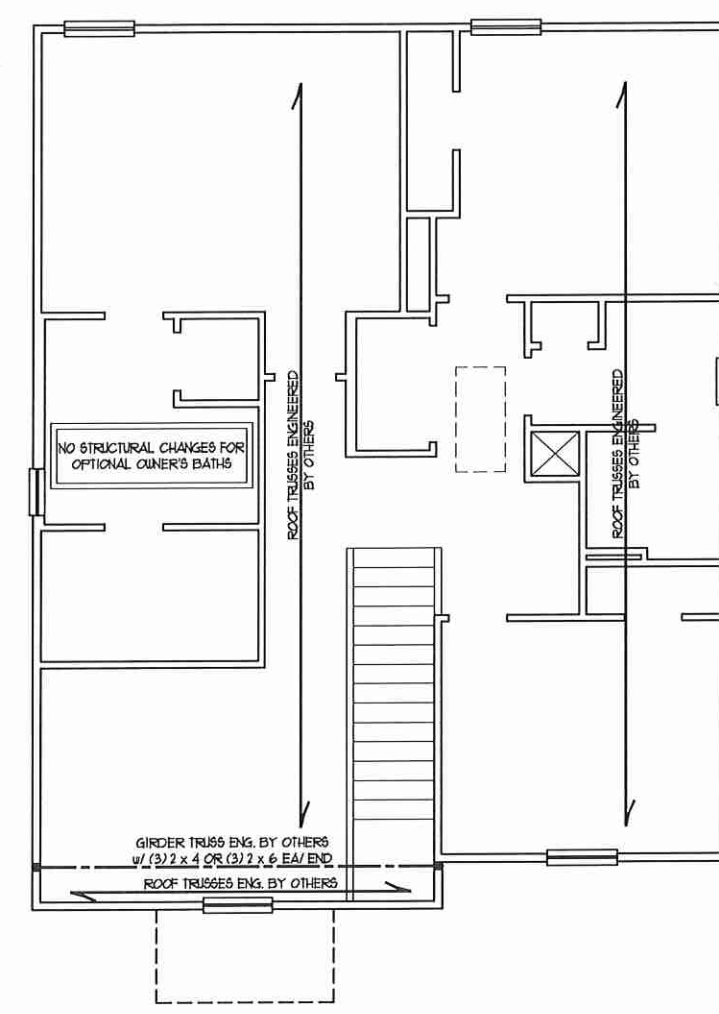 NO STRUCTURAL CHANGES FOR
OPTIONAL OWNER'S BATHS
ROOF TRUSSES ENGINEERED
BY OTHERS
ROOF TRUSSES ENGINEERED
BY OTHERS
GIRDER TRUSS ENG. BY OTHERS
w/ (3) 2 x 4 OR (3) 2 x 6 EA/ END
ROOF TRUSSES ENG. BY OTHERS